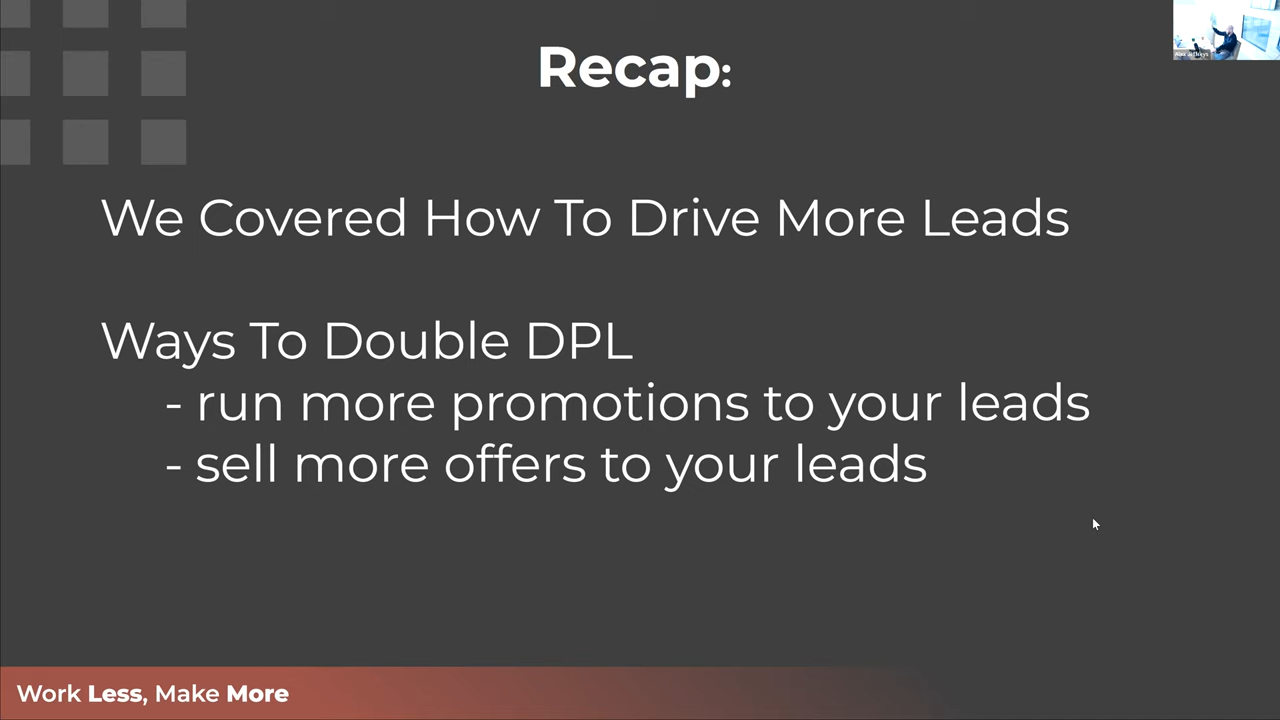 Recap:
We Covered How To Drive More Leads
Ways To Double DPL
- run more promotions to your leads
- sell more offers to your leads
Work Less, Make More